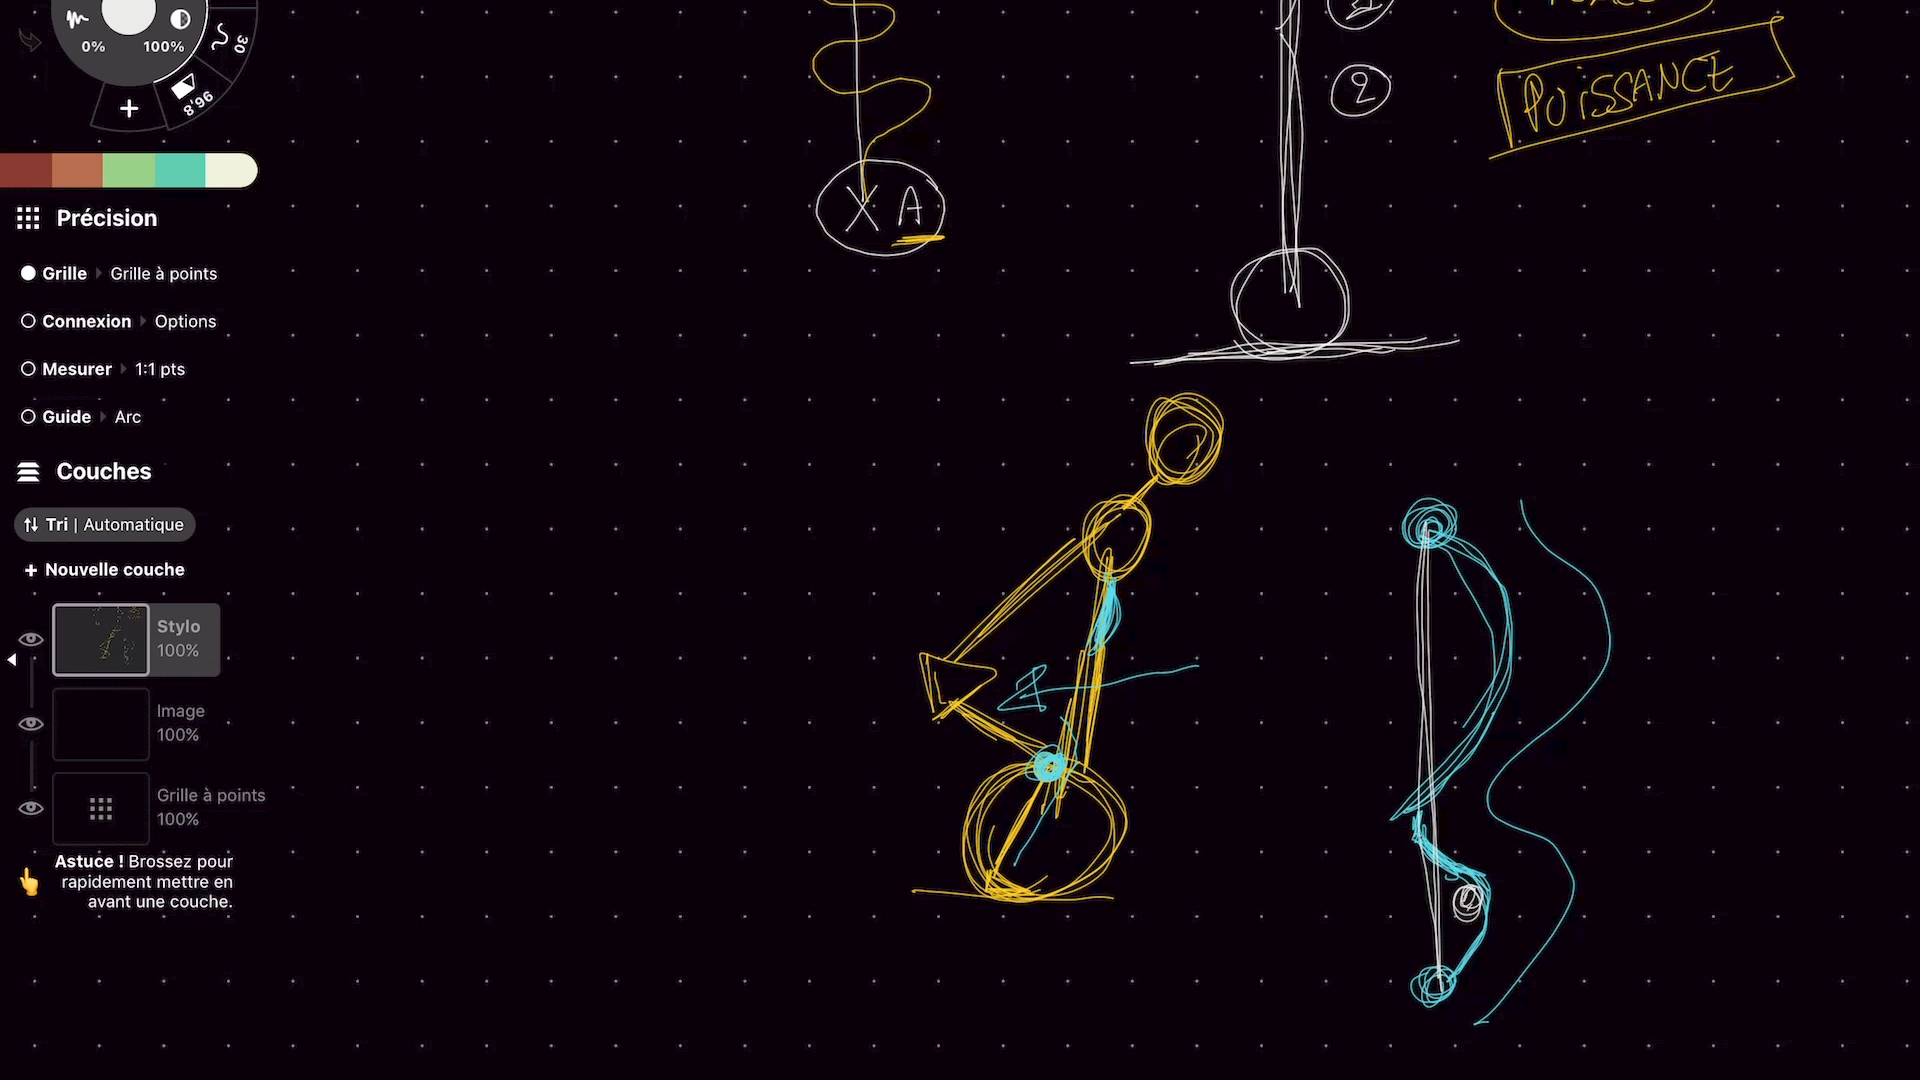 0% 100%
30
96,8
2
PUISSANCE
X A
Précision
Grille Grille à points
Connexion Options
Mesurer 1:1 pts
Guide Arc
Couches
Tri | Automatique
+ Nouvelle couche
Stylo
100%
Image
100%
Grille à points
100%
Astuce ! Brossez pour
rapidement mettre en
avant une couche.